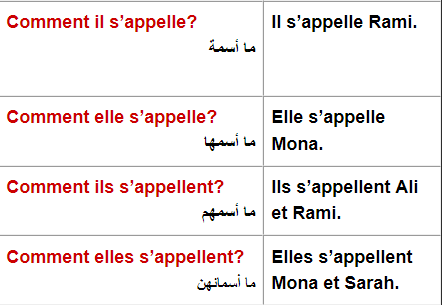 Comment il s’appelle?
ما أسمة
Il s’appelle Rami.
Comment elle s’appelle?
ما أسمها
Elle s’appelle
Mona.
Comment ils s’appellent?
ما أسمهم
Ils s’appellent Ali
et Rami.
Comment elles s’appellent?
ما أسمانهن
Elles s’appellent
Mona et Sarah.